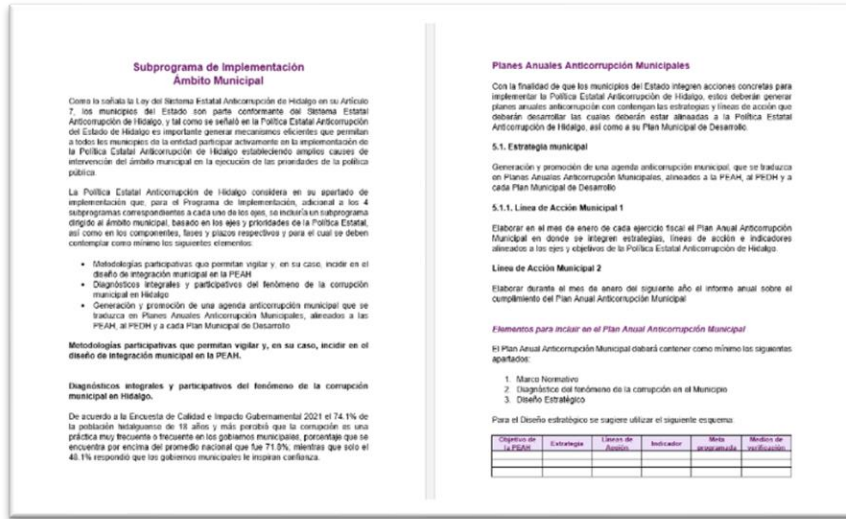 Subprograma de Implementación
Ámbito Municipal
Como lo señala la Ley del Sistema Estatal Anticorrupción de Hidalgo en su Artículo
7, los municipios del Estado son parte conformante del Sistema Estatal
Anticorrupción de Hidalgo, y tal como se señaló en la Política Estatal Anticorrupción
del Estado de Hidalgo es importante generar mecanismos eficientes que permitan
a todos los municipios de la entidad participar activamente en la implementación de
la Política Estatal Anticorrupción de Hidalgo estableciendo amplios causes de
intervención del ámbito municipal en la ejecución de las prioridades de la política
pública.
La Política Estatal Anticorrupción de Hidalgo considera en su apartado de
implementación que, para el Programa de Implementación, adicional a los 4
subprogramas correspondientes a cada uno de los ejes, se incluiría un subprograma
dirigido al ámbito municipal, basado en los ejes y prioridades de la Política Estatal,
así como en los componentes, fases y plazos respectivos y para el cual se deben
contemplar como mínimo los siguientes elementos:
• Metodologías participativas que permitan vigilar y, en su caso, incidir en el
diseño de integración municipal en la PEAH
• Diagnósticos integrales y participativos del fenómeno de la corrupción
municipal en Hidalgo
• Generación y promoción de una agenda anticorrupción municipal que se
traduzca en Planes Anuales Anticorrupción Municipales, alineados a las
PEAH, al PEDH y a cada Plan Municipal de Desarrollo
Metodologías participativas que permitan vigilar y, en su caso, incidir en el
diseño de integración municipal en la PEAH.
Diagnósticos integrales y participativos del fenómeno de la corrupción
municipal en Hidalgo.
De acuerdo a la Encuesta de Calidad e Impacto Gubernamental 2021 el 74.1% de
la población hidalguense de 18 años y más percibió que la corrupción es una
práctica muy frecuente o frecuente en los gobiernos municipales, porcentaje que se
encuentra por encima del promedio nacional que fue 71.8%; mientras que solo el
48.1% respondió que los gobiernos municipales le inspiran confianza.
Planes Anuales Anticorrupción Municipales
Con la finalidad de que los municipios del Estado integren acciones concretas para
implementar la Política Estatal Anticorrupción de Hidalgo, estos deberán generar
planes anuales anticorrupción con contengan las estrategias y líneas de acción que
deberán desarrollar las cuales deberán estar alineadas a la Política Estatal
Anticorrupción de Hidalgo, así como a su Plan Municipal de Desarrollo.
5.1. Estrategia municipal
Generación y promoción de una agenda anticorrupción municipal, que se traduzca
en Planes Anuales Anticorrupción Municipales, alineados a la PEAH, al PEDH y a
cada Plan Municipal de Desarrollo
5.1.1. Línea de Acción Municipal 1
Elaborar en el mes de enero de cada ejercicio fiscal el Plan Anual Anticorrupción
Municipal en donde se integren estrategias, líneas de acción e indicadores
alineados a los ejes y objetivos de la Política Estatal Anticorrupción de Hidalgo.
Línea de Acción Municipal 2
Elaborar durante el mes de enero del siguiente año el informe anual sobre el
cumplimiento del Plan Anual Anticorrupción Municipal
Elementos para incluir en el Plan Anual Anticorrupción Municipal
El Plan Anual Anticorrupción Municipal deberá contener como mínimo los siguientes
apartados:
1. Marco Normativo
2. Diagnóstico del fenómeno de la corrupción en el Municipio
3. Diseño Estratégico
Para el Diseño estratégico se sugiere utilizar el siguiente esquema
Objetivo de la PEAH Estrategia Líneas de Acción Indicador Meta programada Medios de verificación